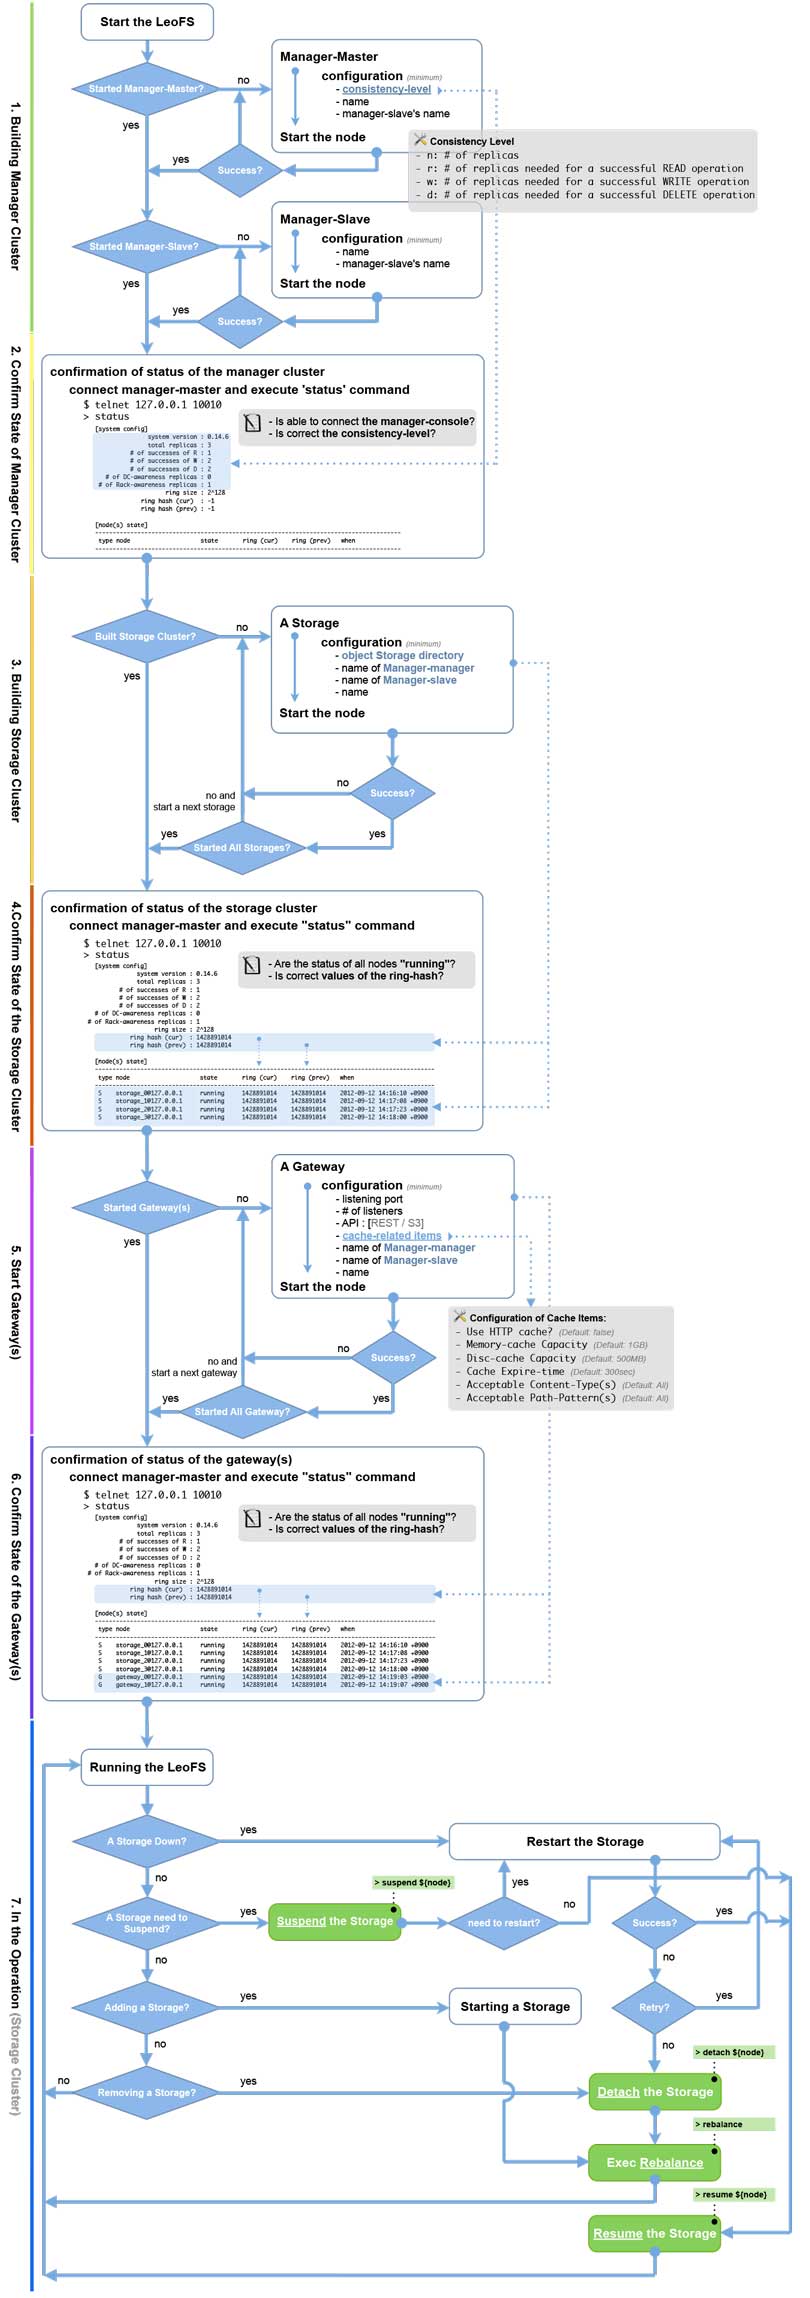 1. Building Manager Cluster
Start the LeoFS
Started Manager-Master?
no
yes
Manager-Master
configuration (minimum)
- consistency-level
- name
- manager-slave's name
Start the node
yes
Success?
Consistency Level
- n: # of replicas
- r: # of replicas needed for a successful READ operation
- w: # of replicas needed for a successful WRITE operation
- d: # of replicas needed for a successful DELETE operation
Started Manager-Slave?
no
yes
Manager-Slave
configuration (minimum)
- name
- manager-slave's name
Start the node
yes
Success?
2. Confirm State of Manager Cluster
confirmation of status of the manager cluster
connect manager-master and execute 'status' command
$ telnet 127.0.0.1 10010
> status
- Is able to connect the manager-console?
- Is correct the consistency-level?
[system config]
system version : 0.14.6
total replicas : 3
# of successes of R : 1
# of successes of W : 2
# of successes of D : 2
# of DC-awareness replicas : 0
# of Rack-awareness replicas : 1
ring size : 2^128
ring hash (cur) : -1
ring hash (prev) : -1
[node(s) state]
type node state ring (cur) ring (prev) when
3. Building Storage Cluster
Built Storage Cluster?
no
yes
A Storage
configuration (minimum)
- object Storage directory
- name of Manager-manager
- name of Manager-slave
- name
Start the node
no
Success?
no and
start a next storage
yes
Started All Storages?
yes
4.Confirm State of the Storage Cluster
confirmation of status of the storage cluster
connect manager-master and execute "status" command
$ telnet 127.0.0.1 10010
> status
- Are the status of all nodes "running"?
- Is correct values of the ring-hash?
[system config]
system version : 0.14.6
total replicas : 3
# of successes of R : 1
# of successes of W : 2
# of successes of D : 2
# of DC-awareness replicas : 0
# of Rack-awareness replicas : 1
ring size : 2^128
ring hash (cur) : 1428891014
ring hash (prev) : 1428891014
[node(s) state]
type node state ring (cur) ring (prev) when
S storage_0@127.0.0.1 running 1428891014 1428891014 2012-09-12 14:16:10 +0900
S storage_1@127.0.0.1 running 1428891014 1428891014 2012-09-12 14:17:08 +0900
S storage_2@127.0.0.1 running 1428891014 1428891014 2012-09-12 14:17:23 +0900
S storage_3@127.0.0.1 running 1428891014 1428891014 2012-09-12 14:18:00 +0900
5. Start Gateway(s)
Started Gateway(s)
no
yes
A Gateway
configuration (minimum)
- listening port
- # of listeners
- API : [REST / S3]
- cache-related items
- name of Manager-manager
- name of Manager-slave
- name
Start the node
Configuration of Cache Items:
- Use HTTP cache? (Default: false)
- Memory-cache Capacity (Default: 1GB)
- Disc-cache Capacity (Default: 500MB)
- Cache Expire-time (Default: 300sec)
- Acceptable Content-Type(s) (Default: All)
- Acceptable Path-Pattern(s) (Default: All)
no
Success?
no and
start a next gateway
yes
Started All Gateway?
yes
6. Confirm State of the Gateway(s)
confirmation of status of the gateway(s)
connect manager-master and execute "status" command
$ telnet 127.0.0.1 10010
> status
- Are the status of all nodes "running"?
- Is correct values of the ring-hash?
[system config]
system version : 0.14.6
total replicas : 3
# of successes of R : 1
# of successes of W : 2
# of successes of D : 2
# of DC-awareness replicas : 0
# of Rack-awareness replicas : 1
ring size : 2^128
ring hash (cur) : 1428891014
ring hash (prev) : 1428891014
[node(s) state]
type node state ring (cur) ring (prev) when
S storage_0@127.0.0.1 running 1428891014 1428891014 2012-09-12 14:16:10 +0900
S storage_1@127.0.0.1 running 1428891014 1428891014 2012-09-12 14:17:08 +0900
S storage_2@127.0.0.1 running 1428891014 1428891014 2012-09-12 14:17:23 +0900
S storage_3@127.0.0.1 running 1428891014 1428891014 2012-09-12 14:18:00 +0900
G gateway_0@127.0.0.1 running 1428891014 1428891014 2012-09-12 14:19:03 +0900
G gateway_1@127.0.0.1 running 1428891014 1428891014 2012-09-12 14:19:07 +0900
7. In the Operation (Storage Cluster)
Running the LeoFS
A Storage Down?
yes
Restart the Storage
no
> suspend ${node}
yes
no
A Storage need to
Suspend?
yes
Suspend the Storage
need to restart?
Success?
yes
no
no
Adding a Storage?
yes
Starting a Storage
Retry?
yes
no
no
> detach ${node}
no
Removing a Storage?
yes
Detach the Storage
> rebalance
Exec Rebalance
> resume ${node}
Resume the Storage